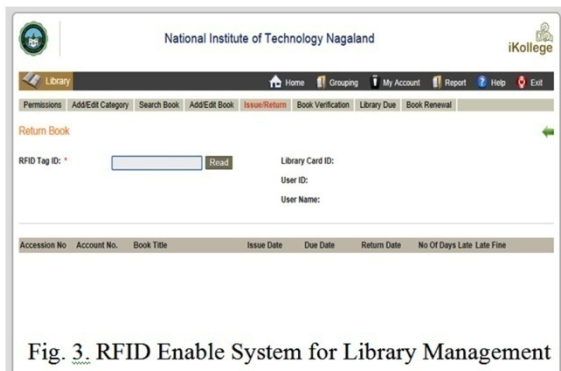 National Institute of Technology Nagaland
iKollege
Library
Home Grouping My Account Report Help Exit
Permissions Add/Edit Category Search Book Add/Edit Book Issue/Return Book Verification Library Due Book Renewal
Return Book
RFID Tag ID: * Read Library Card ID:
User ID:
User Name:
Accession No Account No. Book Title Issue Date Due Date Return Date No Of Days Late Late Fine
Fig. 3. RFID Enable System for Library Management